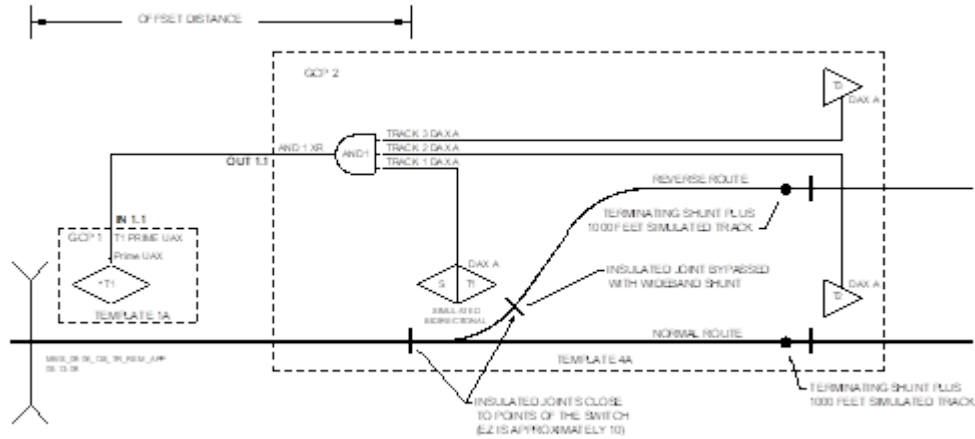 OFFSET DISTANCE
GCP 2
T3
DAX A
TRACK 3 DAX A
AND 1 XR
AND 1
TRACK 2 DAX A
OUT 1.1
TRACK 1 DAX A
REVERSE ROUTE
IN 1.1
TERMINATING SHUNT PLUS
1000 FEET SIMULATED TRACK
GCP 1
T1 PRIME UAX
Prime UAX
DAX A
DAX A
S
T1
T2
*T1
INSULATED JOINT BYPASSED
WITH WIDEBAND SHUNT
SIMULATED
BIDIRECTIONAL
TEMPLATE 1A
NORMAL ROUTE
TEMPLATE 4A
INSULATED JOINTS CLOSE
TO POINTS OF THE SWITCH
(EZ IS APPROXIMATELY 10)
TERMINATING SHUNT PLUS
1000 FEET SIMULATED TRACK